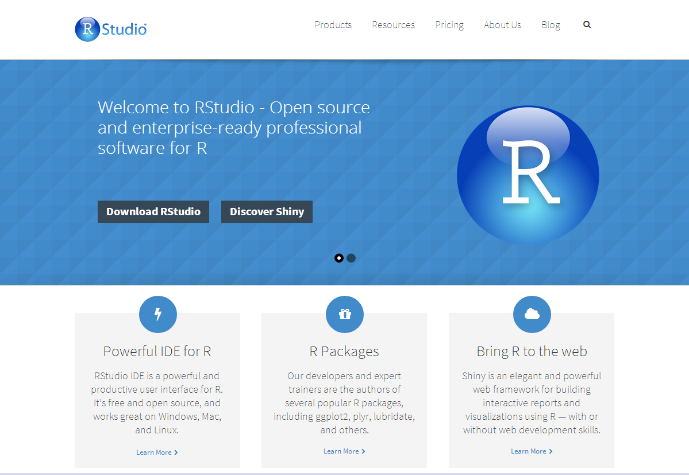 R Studio
Products Resources Pricing About Us Blog
Welcome to RStudio - Open source
and enterprise-ready professional
software for R
R
Download RStudio Discover Shiny
Powerful IDE for R
RStudio IDE is a powerful and
productive user interface for R.
It's free and open source, and
works great on Windows, Mac,
and Linux.
Learn More
R Packages
Our developers and expert
trainers are the authors of
several popular R packages,
including ggplot2, plyr, lubridate,
and others.
Learn More
Bring R to the web
Shiny is an elegant and powerful
web framework for building
interactive reports and
visualizations using R — with or
without web development skills.
Learn More